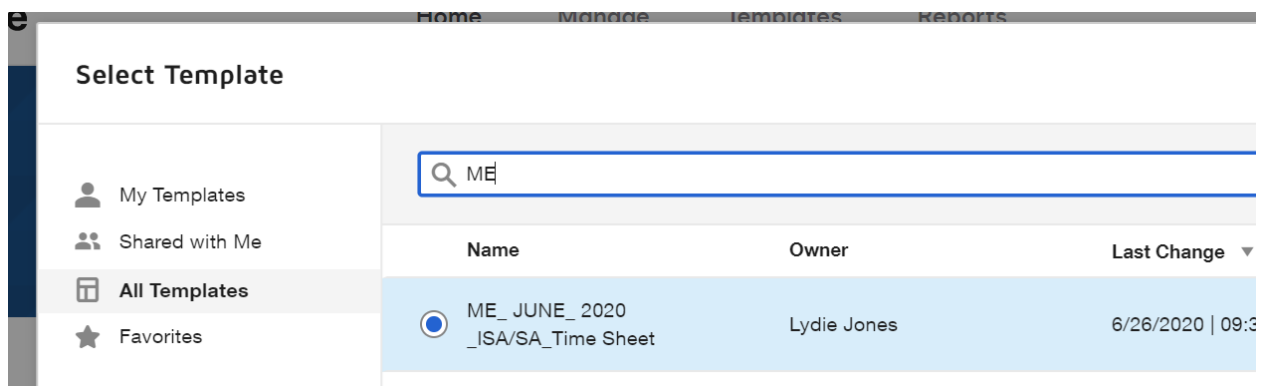 e
Home Manage Templates Reports
Select Template
ME
My Templates
Shared with Me
All Templates
Favorites
Name Owner Last Change
ME_ JUNE_ 2020
_ISA/SA_Time Sheet
Lydie Jones
6/26/2020 | 09:3